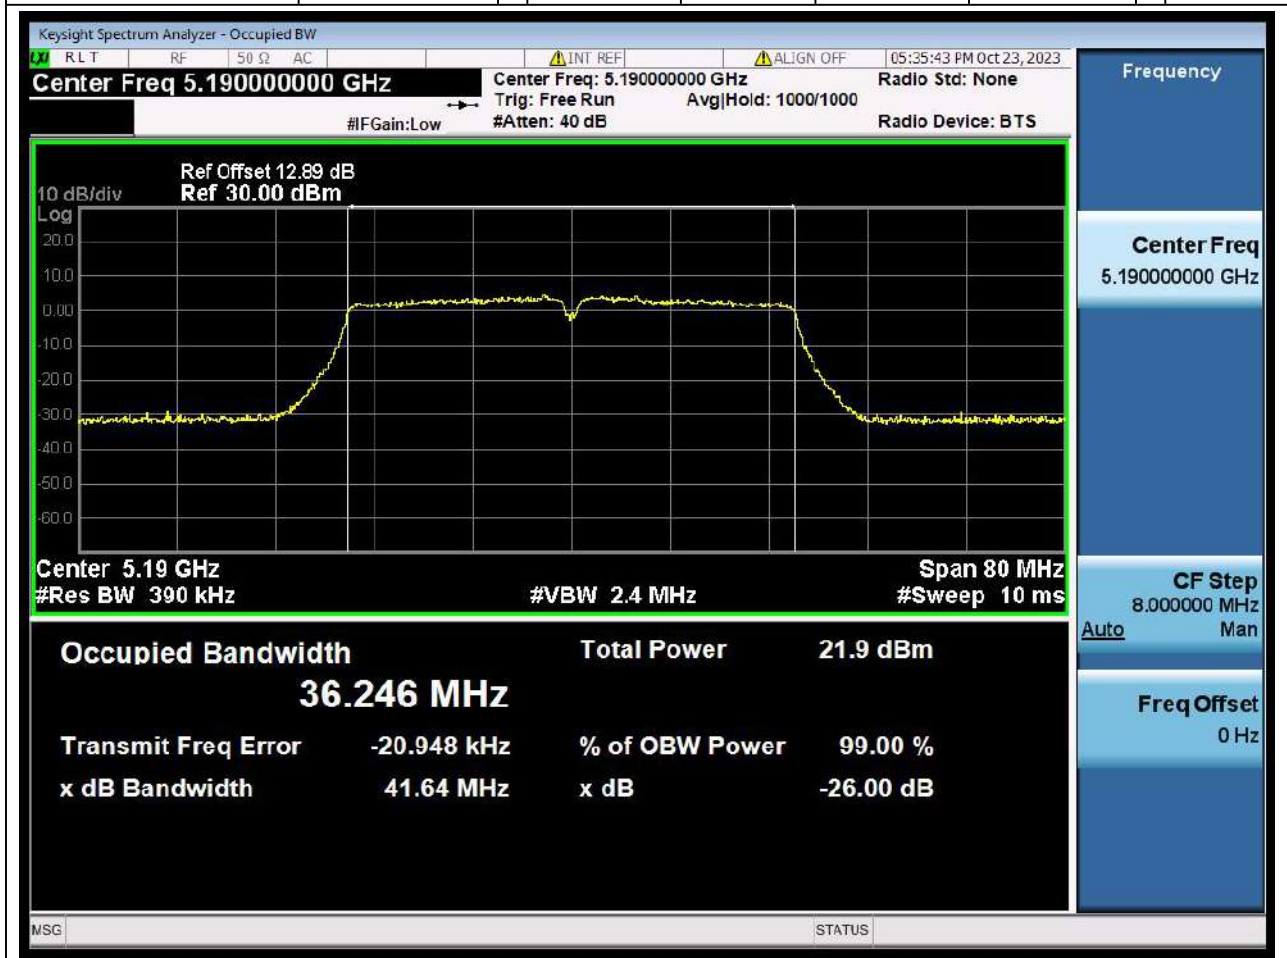 Keysight Spectrum Analyzer - Occupied BW
LXI RLT RF 50 Ω AC INT REF ALIGN OFF 05:35:43 PM Oct 23, 2023
Center Freq 5.190000000 GHz
Center Freq: 5.190000000 GHz
Radio Std: None
Trig: Free Run Avg|Hold: 1000/1000
#IFGain:Low
#Atten: 40 dB
Radio Device: BTS
Frequency
Ref Offset 12.89 dB
10 dB/div Ref 30.00 dBm
Log
20.0
10.0
0.00
-10.0
-20.0
-30.0
-40.0
-50.0
-60.0
Center 5.19 GHz Span 80 MHz
#Res BW 390 kHz #VBW 2.4 MHz #Sweep 10 ms
Center Freq
5.190000000 GHz
CF Step
8.000000 MHz
Auto Man
Freq Offset
0 Hz
Occupied Bandwidth Total Power 21.9 dBm
36.246 MHz
Transmit Freq Error -20.948 kHz % of OBW Power 99.00 %
x dB Bandwidth 41.64 MHz x dB -26.00 dB
MSG STATUS